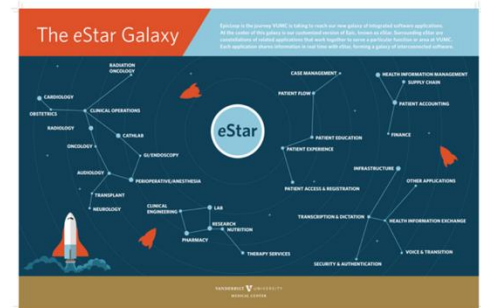 The eStar Galaxy
EpicLeap is the journey VUMC is taking to reach our new galaxy of integrated software applications.
At the center of this galaxy is our customized version of Epic, known as eStar. Surrounding eStar are
constellations of related applications that work together to serve a particular function or area at VUMC.
Each application shares information in real time with eStar, forming a galaxy of interconnected software.
RADIATION
ONCOLOGY
CARDIOLOGY
OBSTETRICS
CLINICAL OPERATIONS
RADIOLOGY
CATHLAB
ONCOLOGY
GI/ENDOSCOPY
AUDIOLOGY
PERIOPERATIVE/ANESTHESIA
TRANSPLANT
NEUROLOGY
eStar
CLINICAL
ENGINEERING
LAB
RESEARCH
NUTRITION
PHARMACY
THERAPY SERVICES
CASE MANAGEMENT
PATIENT FLOW
PATIENT EDUCATION
PATIENT EXPERIENCE
PATIENT ACCESS & REGISTRATION
HEALTH INFORMATION MANAGEMENT
SUPPLY CHAIN
PATIENT ACCOUNTING
FINANCE
INFRASTRUCTURE
OTHER APPLICATIONS
TRANSCRIPTION & DICTATION
HEALTH INFORMATION EXCHANGE
VOICE & TRANSITION
SECURITY & AUTHENTICATION
VANDERBILT V UNIVERSITY
MEDICAL CENTER